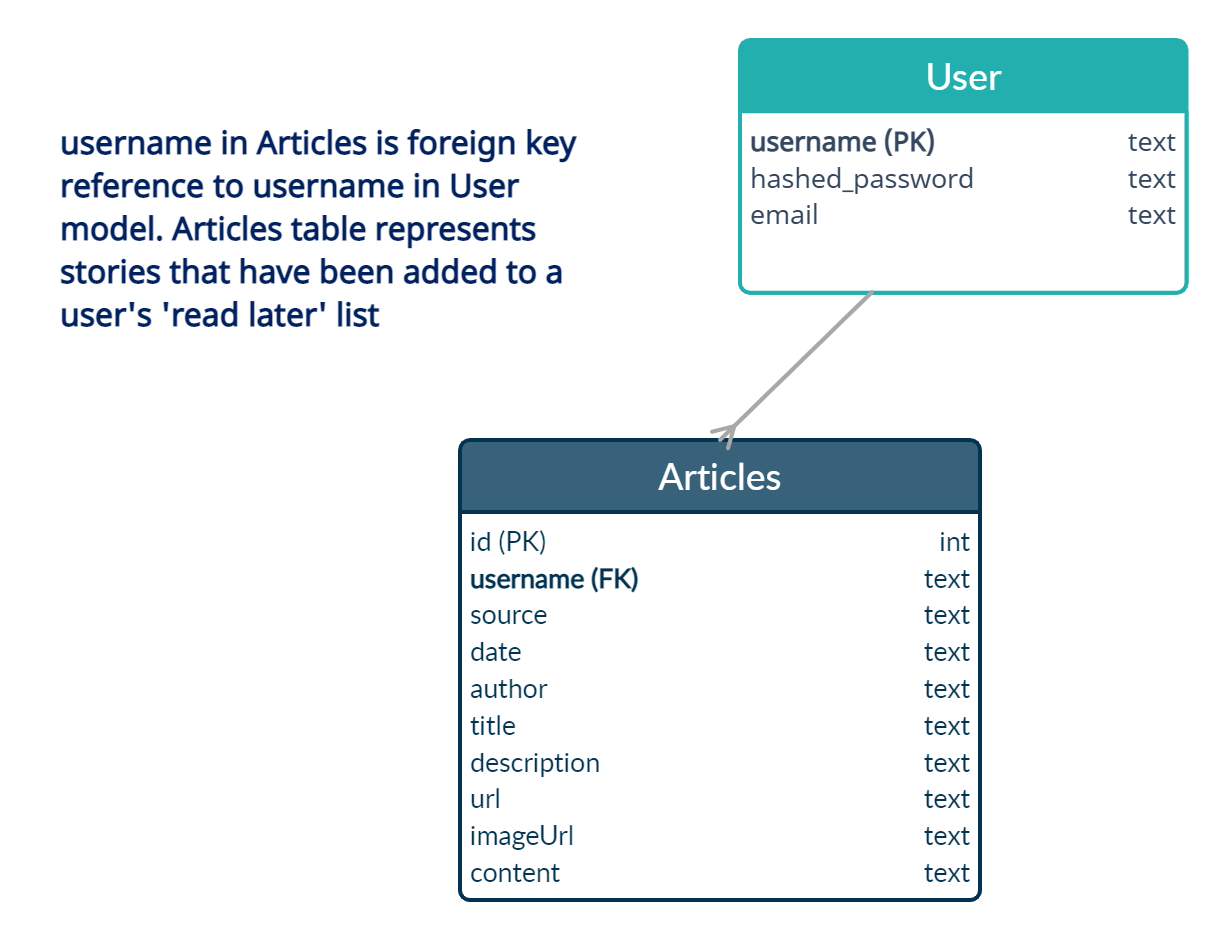 username in Articles is foreign key
reference to username in User
model. Articles table represents
stories that have been added to a
user's 'read later' list
User
username (PK) text
hashed_password text
email text
Articles
id (PK) int
username (FK) text
source text
date text
author text
title text
description text
url text
imageUrl text
content text